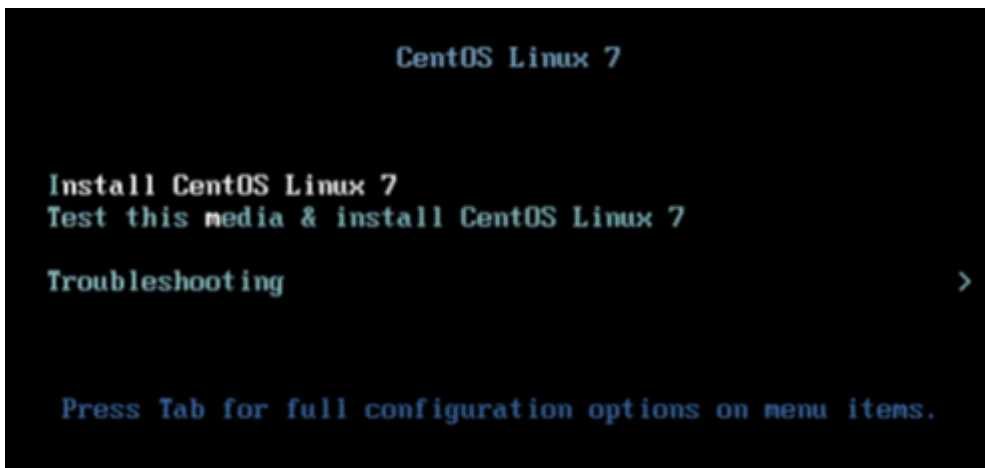 CentOS Linux 7
Install CentOS Linux 7
Test this media & install CentOS Linux 7
Troubleshooting >
Press Tab for full configuration options on menu items.